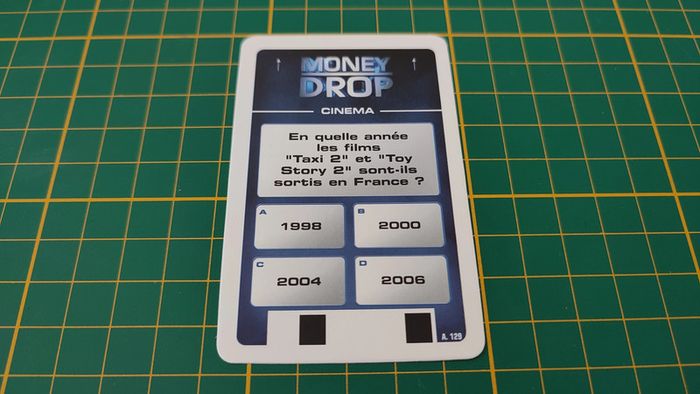 MONEY
DROP
CINEMA
En quelle année
les films
"Taxi 2" et "Toy
Story 2" sont-ils
sortis en France ?
A
1998
B
2000
C
2004
D
2006
A. 129